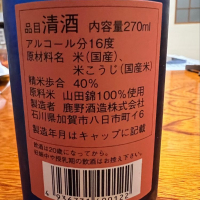 品目 清酒 内容量270ml
アルコール分16度
原材料名 米(国産)、
米こうじ(国産米)
精米歩合 40%
原料米 山田錦100%使用
製造者 鹿野酒造株式会社
石川県加賀市八日市町イ6
製造年月はキャップに記載
飲酒は20歳になってから。
妊娠中や授乳期の飲酒はお控え下さい。